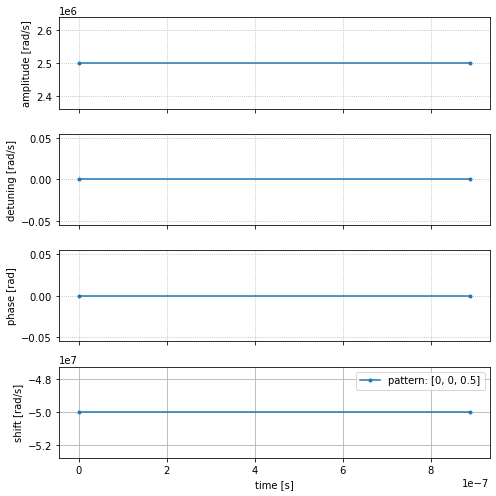 1e6
amplitude [rad/s]
2.6
2.5
2.4
detuning [rad/s]
0.05
0.00
−0.05
phase [rad]
0.05
0.00
−0.05
1e7
shift [rad/s]
−4.8
−5.0
−5.2
pattern: [0, 0, 0.5]
0 2 4 6 8
time [s]
1e−7